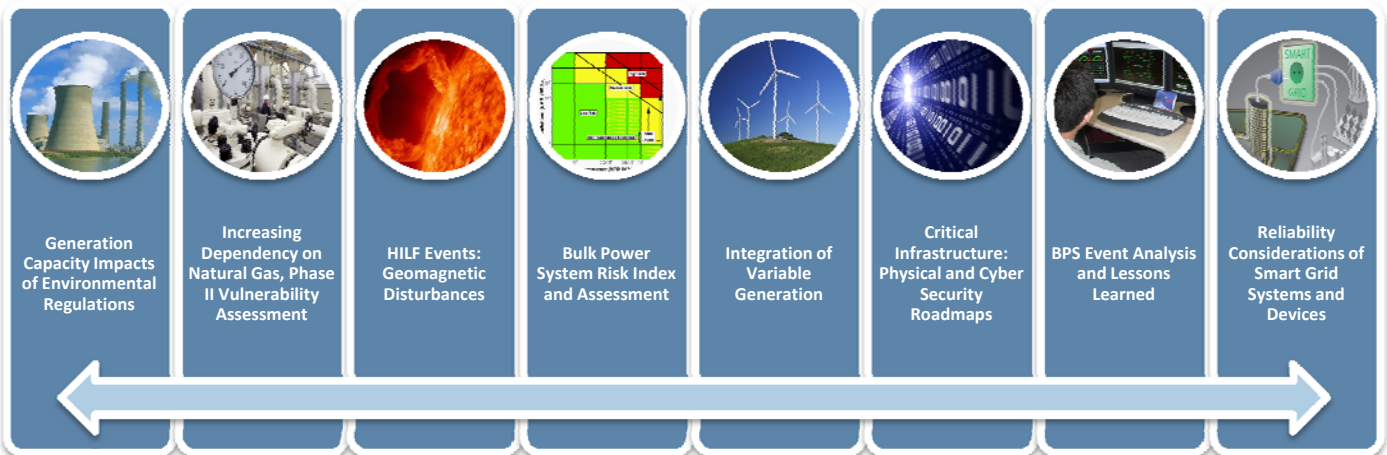 Generation
Capacity Impacts
of Environmental
Regulations
Increasing
Dependency on
Natural Gas, Phase
II Vulnerability
Assessment
HILF Events:
Geomagnetic
Disturbances
Bulk Power
System Risk Index
and Assessment
Integration of
Variable
Generation
Critical
Infrastructure:
Physical and Cyber
Security
Roadmaps
BPS Event Analysis
and Lessons
Learned
SMART
GRID
Reliability
Considerations of
Smart Grid
Systems and
Devices